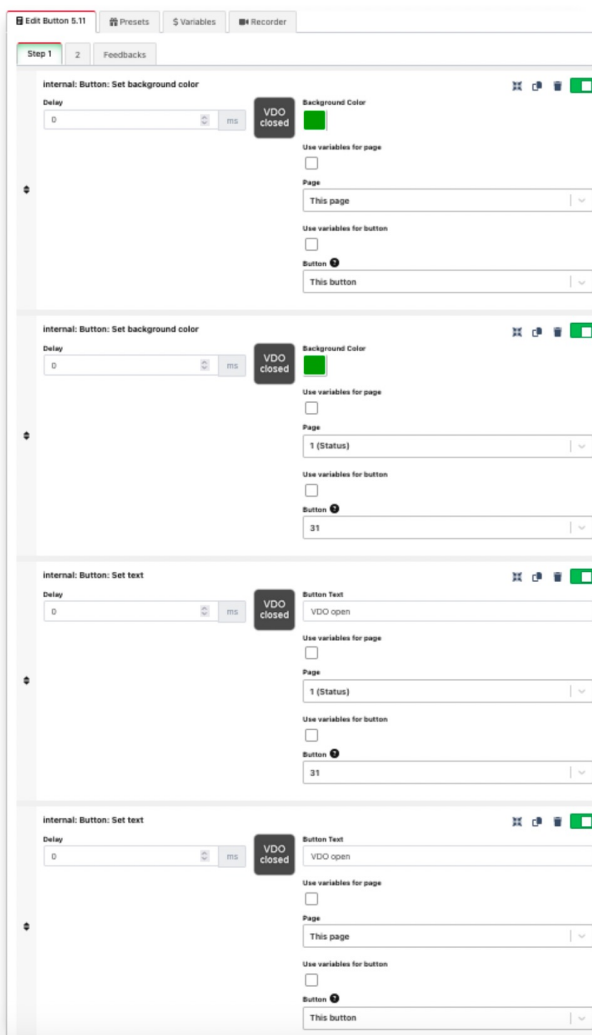 Edit Button 5.11
Presets
$ Variables
Recorder
Step 1
2
Feedbacks
internal: Button: Set background color
Delay
0
ms
VDO
closed
Background Color
Use variables for page
Page
This page
Use variables for button
Button ?
This button
internal: Button: Set background color
Delay
0
ms
VDO
closed
Background Color
Use variables for page
Page
1 (Status)
Use variables for button
Button ?
31
internal: Button: Set text
Delay
0
ms
VDO
closed
Button Text
VDO open
Use variables for page
Page
1 (Status)
Use variables for button
Button ?
31
internal: Button: Set text
Delay
0
ms
VDO
closed
Button Text
VDO open
Use variables for page
Page
This page
Use variables for button
Button ?
This button